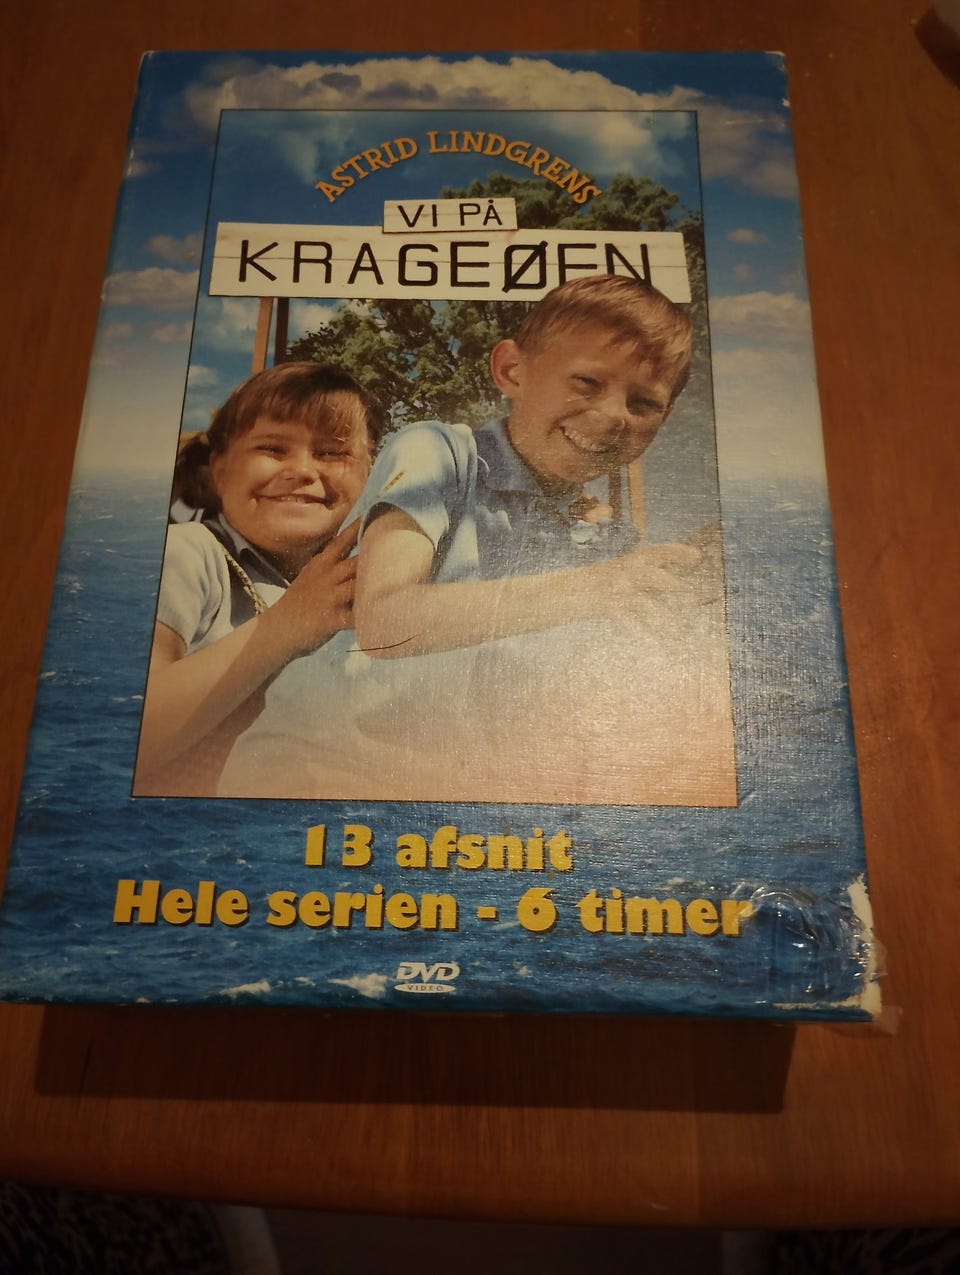 ASTRID LINDGRENS
VI PÅ
KRAGEØEN
13 afsnit
Hele serien - 6 timer
DVD
VIDEO